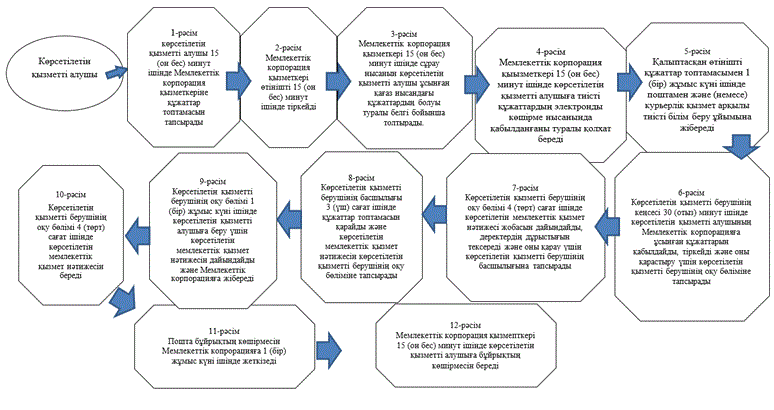 Көрсетілетін
қызметті алушы
1-рәсім
көрсетілетін
қызметті алушы 15
(он бес) минут
ішінде Мемлекеттік
корпорация
қызметкеріне
құжаттар
топтамасын
тапсырады
2-рәсім
Мемлекеттік
корпорация
қызметкері
өтінішті 15 (он
бес) минут
ішінде тіркейді
3-рәсім
Мемлекеттік корпорация
қызметкері 15 (он бес)
минут ішінде сұрау
нысанын көрсетілетін
қызметті алушы ұсынған
қағаз нысандағы
құжаттардың болуы
туралы белгі бойынша
толтырады.
4-рәсім
Мемлекеттік корпорация
қыызметкері 15 (он бес)
минут ішінде көрсетілетін
қызметті алушыға тиісті
құжаттардың электронды
көшірме нысанында
қабылданғаны туралы қолхат
береді
5-рәсім
Қалыптасқан өтінішті
құжаттар топтамасымен 1
(бір) жұмыс күні ішінде
поштамен және (немесе)
курьерлік қызмет арқылы
тиісті білім беру ұйымына
жібереді
6-рәсім
Көрсетілетін қызметті берушінің
кеңсесі 30 (отыз) минут ішінде
көрсетілетін қызметті алушының
Мемлекеттік корпорацияға
ұсынған құжаттарын
қабылдайды, тіркейді және оны
қарастыру үшін көрсетілетін
қызметті берушінің оқу бөліміне
тапсырады
7-рәсім
Көрсетілетін қызметті
берушінің оқу бөлімі 4
(төрт) сағат ішінде
көрсетілетін мемлекеттік қызмет
нәтижесі жобасын дайындайды,
деректердің дұрыстығын
тексереді және оны қарау үшін
көрсетілетін қызметті берушінің
басшылығына тапсырады
8-рәсім
Көрсетілетін қызметті
берушінің басшылығы
3 (үш) сағат ішінде
құжаттар топтамасын
қарайды және
көрсетілетін
мемлекеттік қызмет
нәтижесін көрсетілетін
қызметті берушінің оқу
бөліміне тапсырады
9-рәсім
Көрсетілетін қызметті
берушінің оқу бөлімі 1
(бір) жұмыс күні ішінде
көрсетілетін қызметті
алушыға беру үшін
көрсетілетін
мемлекеттік қызмет
нәтижесін дайындайды
және Мемлекеттік
корпорацияға жібереді
10-рәсім
Көрсетілетін
қызметті берушінің
оқу бөлімі 4 (төрт)
сағат ішінде
көрсетілетін
мемлекеттік
қызмет нәтижесін
береді
11-рәсім
Пошта бұйрықтың көшірмесін
Мемлекеттік копрорацияға 1 (бір)
жұмыс күні ішінде жеткізеді
12-рәсім
Мемлекеттік корпорация қызмепткері
15 (он бес) минут ішінде көрсетілетін
қызметті алушыға бұйрықтың
көшірмесін береді